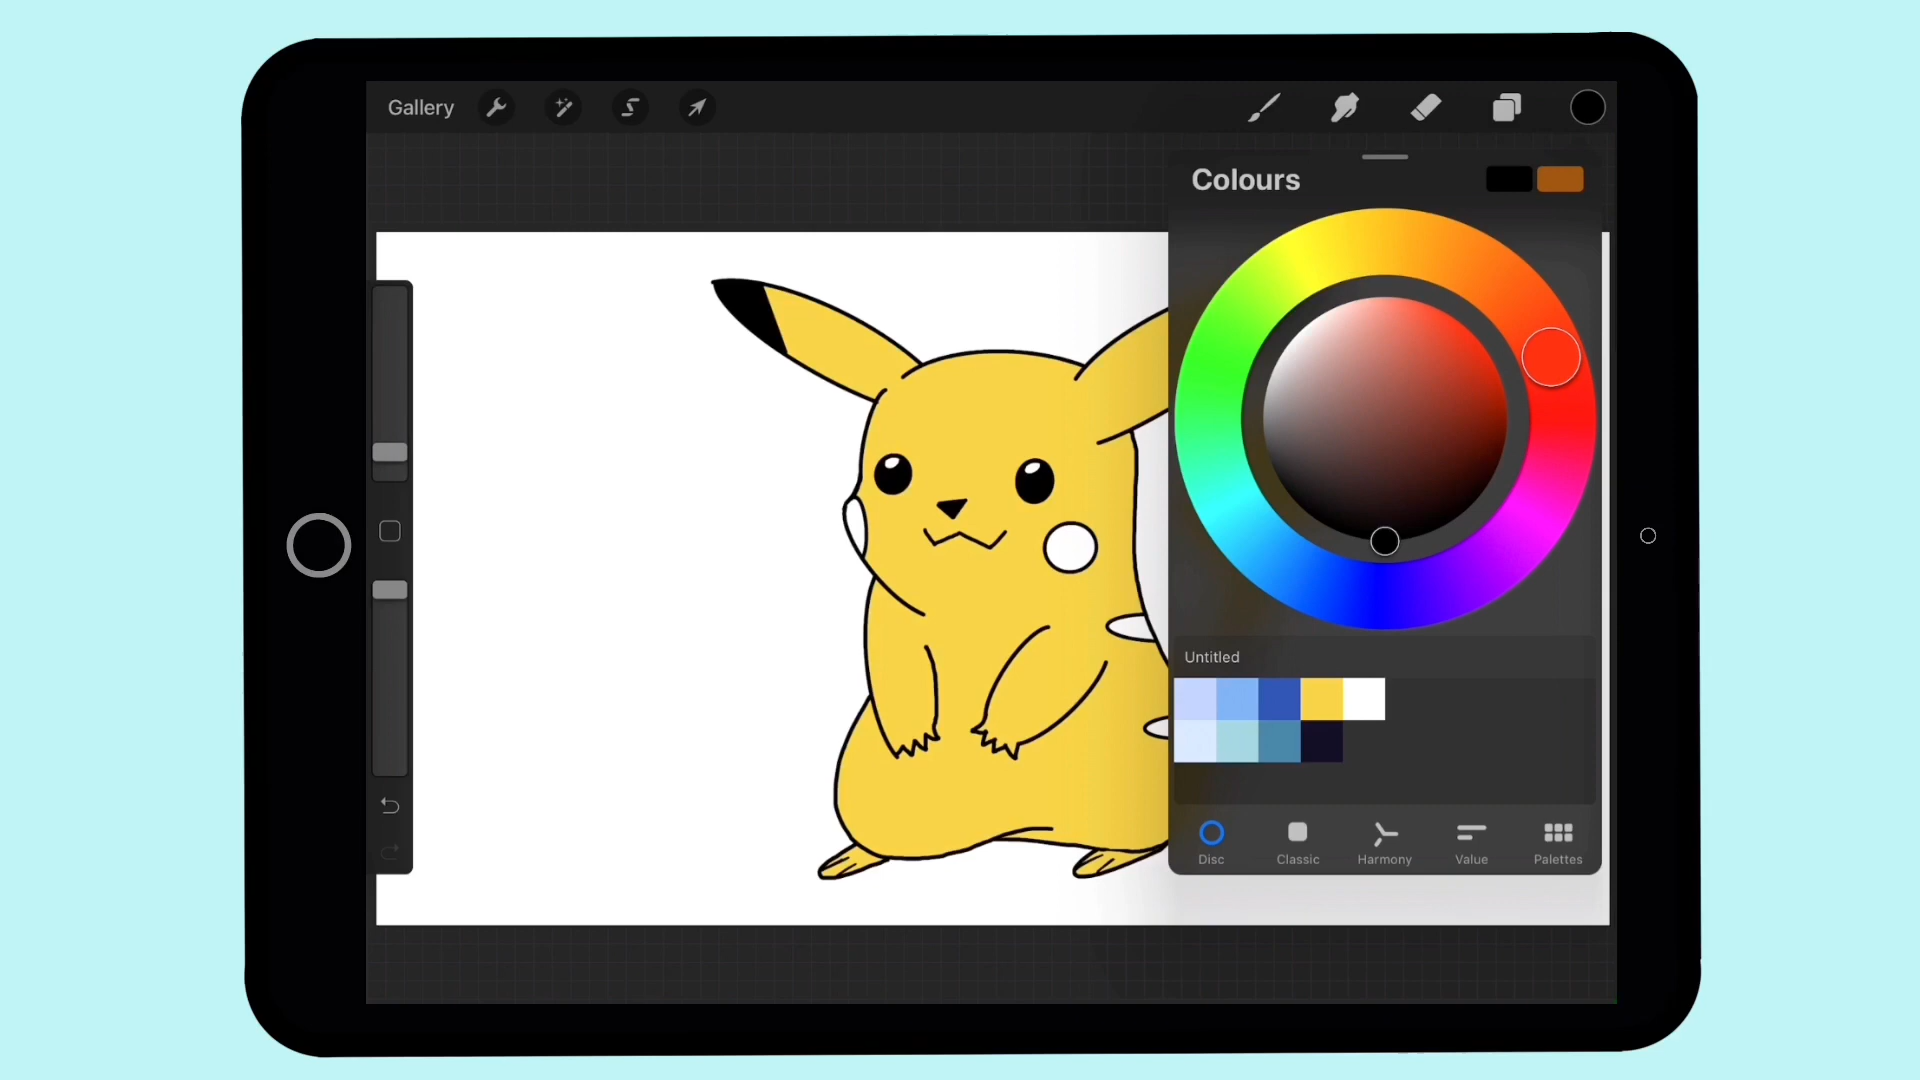 Gallery
Colours
Untitled
Disc
Classic
Harmony
Value
Palettes